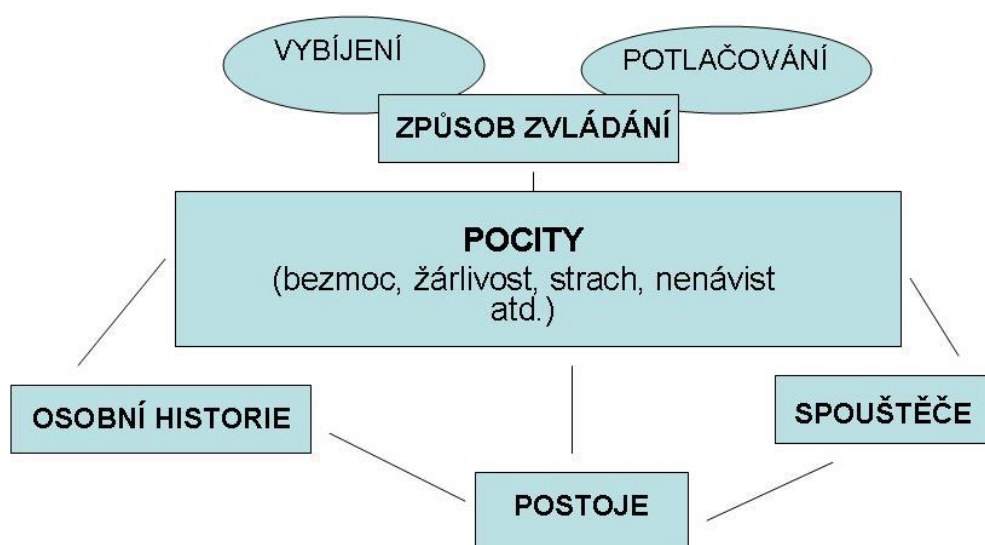 VYBÍJENÍ
POTLAČOVÁNÍ
ZPŮSOB ZVLÁDÁNÍ
POCITY
(bezmoc, žárlivost, strach, nenávist
atd.)
OSOBNÍ HISTORIE
SPOUŠTĚČE
POSTOJE